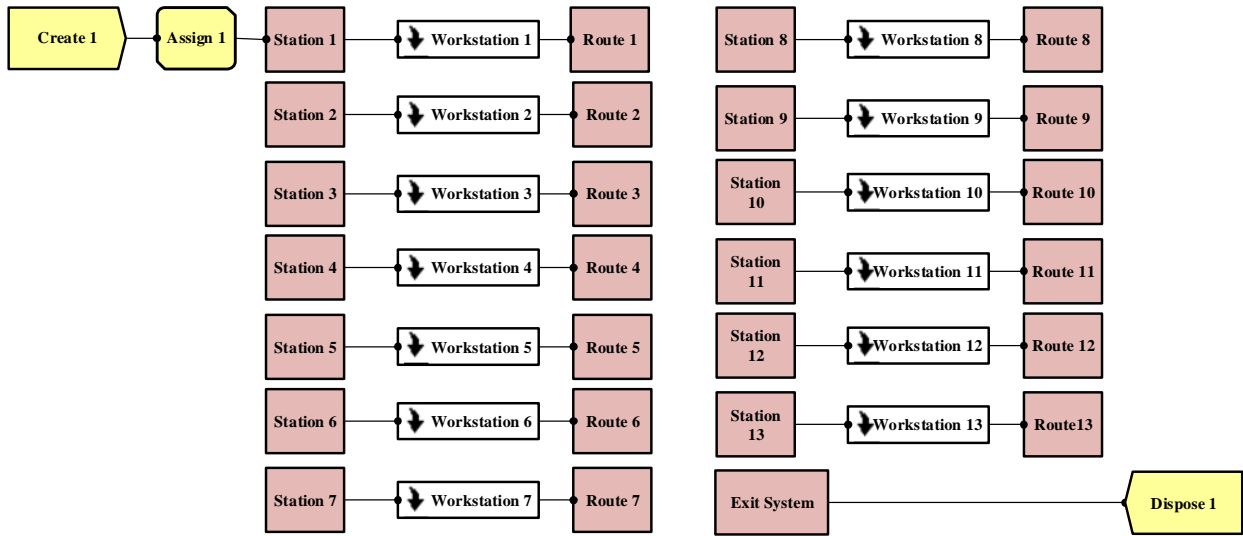 Create 1
Assign 1
Station 1
Workstation 1
Route 1
Station 2
Workstation 2
Route 2
Station 3
Workstation 3
Route 3
Station 4
Workstation 4
Route 4
Station 5
Workstation 5
Route 5
Station 6
Workstation 6
Route 6
Station 7
Workstation 7
Route 7
Station 8
Workstation 8
Route 8
Station 9
Workstation 9
Route 9
Station
10
Workstation 10
Route 10
Station
11
Workstation 11
Route 11
Station
12
Workstation 12
Route 12
Station
13
Workstation 13
Route13
Exit System
Dispose 1